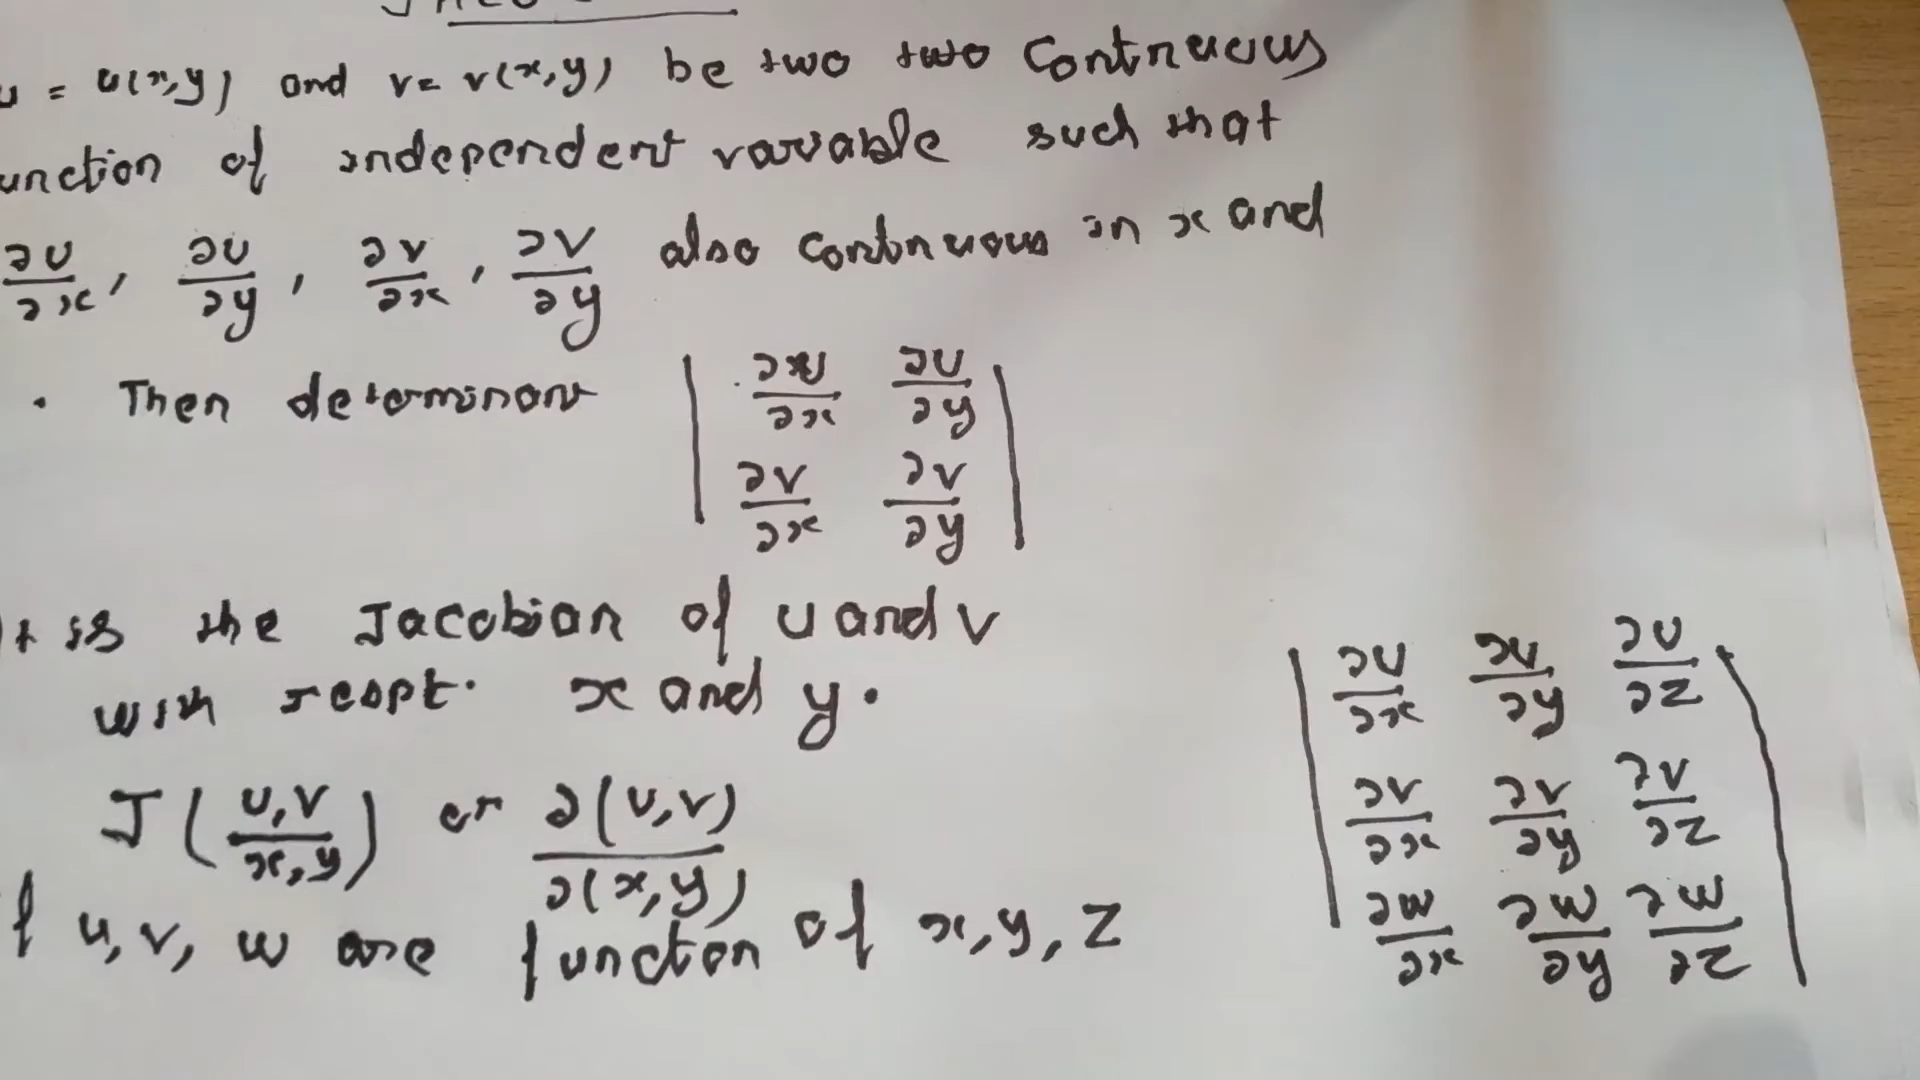 u = u(x,y) and v= v(x,y) be two two Continuous
unction of independent variable such that
∂u/∂x, ∂u/∂y, ∂v/∂x, ∂v/∂y also continuous in x and
. Then determinant | ∂u/∂x ∂u/∂y |
| ∂v/∂x ∂v/∂y |
t is the Jacobian of u and v
with respt. x and y.
J(u,v/x,y) or ∂(u,v)/∂(x,y)
f u, v, w are function of x, y, z
| ∂u/∂x ∂u/∂y ∂u/∂z |
| ∂v/∂x ∂v/∂y ∂v/∂z |
| ∂w/∂x ∂w/∂y ∂w/∂z |